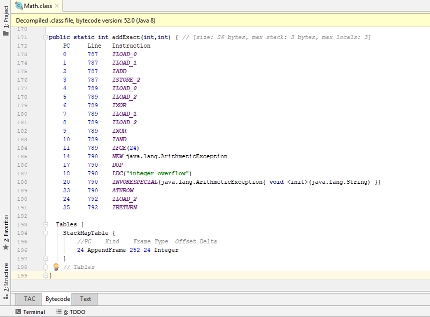 Math.class
Decompiled .class file, bytecode version: 52.0 (Java 8)
1: Project
170
171 public static int addExact(int,int) { // [size: 26 bytes, max stack: 3 bytes, max locals: 3]
172 PC Line Instruction
173 0 787 ILOAD_0
174 1 787 ILOAD_1
175 2 787 IADD
176 3 787 ISTORE_2
177 4 789 ILOAD_0
178 5 789 ILOAD_2
179 6 789 IXOR
180 7 789 ILOAD_1
181 8 789 ILOAD_2
182 9 789 IXOR
183 10 789 IAND
184 11 789 IFGE(24)
185 14 790 NEW java.lang.ArithmeticException
186 17 790 DUP
187 18 790 LDC("integer overflow")
188 20 790 INVOKESPECIAL(java.lang.ArithmeticException{ void <init>(java.lang.String) })
189 23 790 ATHROW
190 24 792 ILOAD_2
191 25 792 IRETURN
192
193 Tables {
194 StackMapTable {
195 //PC Kind Frame Type Offset Delta
196 24 AppendFrame 252 24 Integer
197 }
198 } // Tables
199 }
2: Favorites
7: Structure
TAC Bytecode Text
Terminal 6: TODO